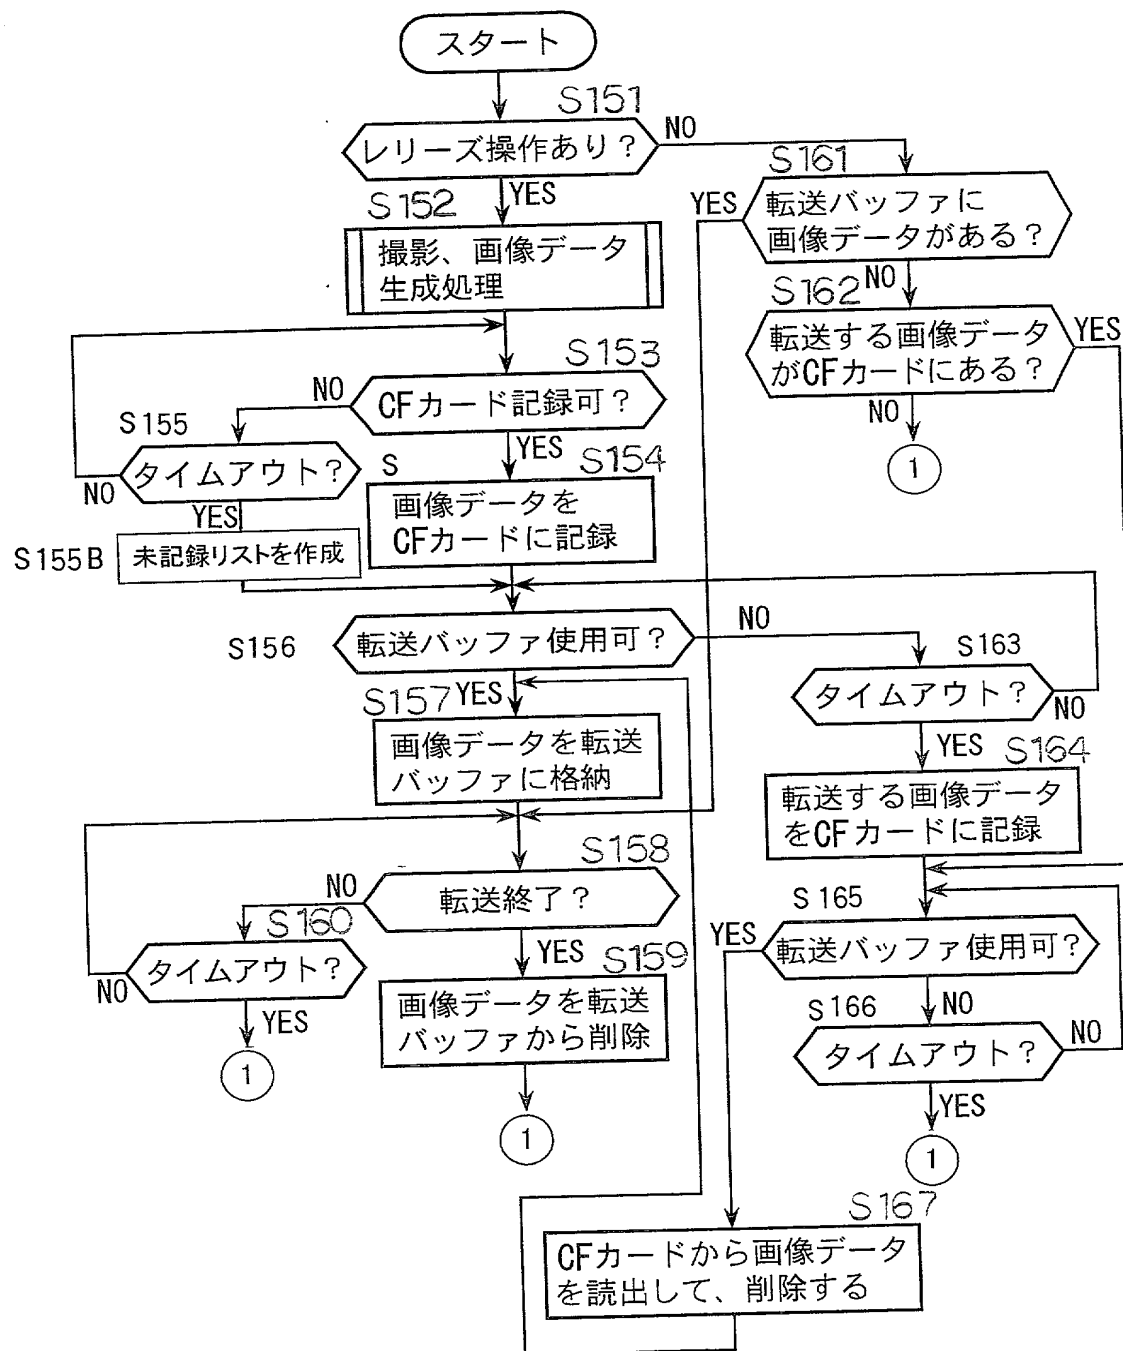 スタート
S151
レリーズ操作あり?
NO
YES
S152
撮影、画像データ
生成処理
S161
YES
転送バッファに
画像データがある?
NO
S162
転送する画像データ
がCFカードにある?
YES
NO
1
S153
CFカード記録可?
NO
YES
S155
タイムアウト?
NO
YES
S
S154
画像データを
CFカードに記録
S155B
未記録リストを作成
S156
転送バッファ使用可?
NO
YES
S163
タイムアウト?
NO
YES
S157
画像データを転送
バッファに格納
S164
転送する画像データ
をCFカードに記録
S158
転送終了?
NO
YES
S160
タイムアウト?
NO
YES
1
S159
画像データを転送
バッファから削除
1
S165
YES
転送バッファ使用可?
NO
S166
タイムアウト?
NO
YES
1
S167
CFカードから画像データ
を読出して、削除する